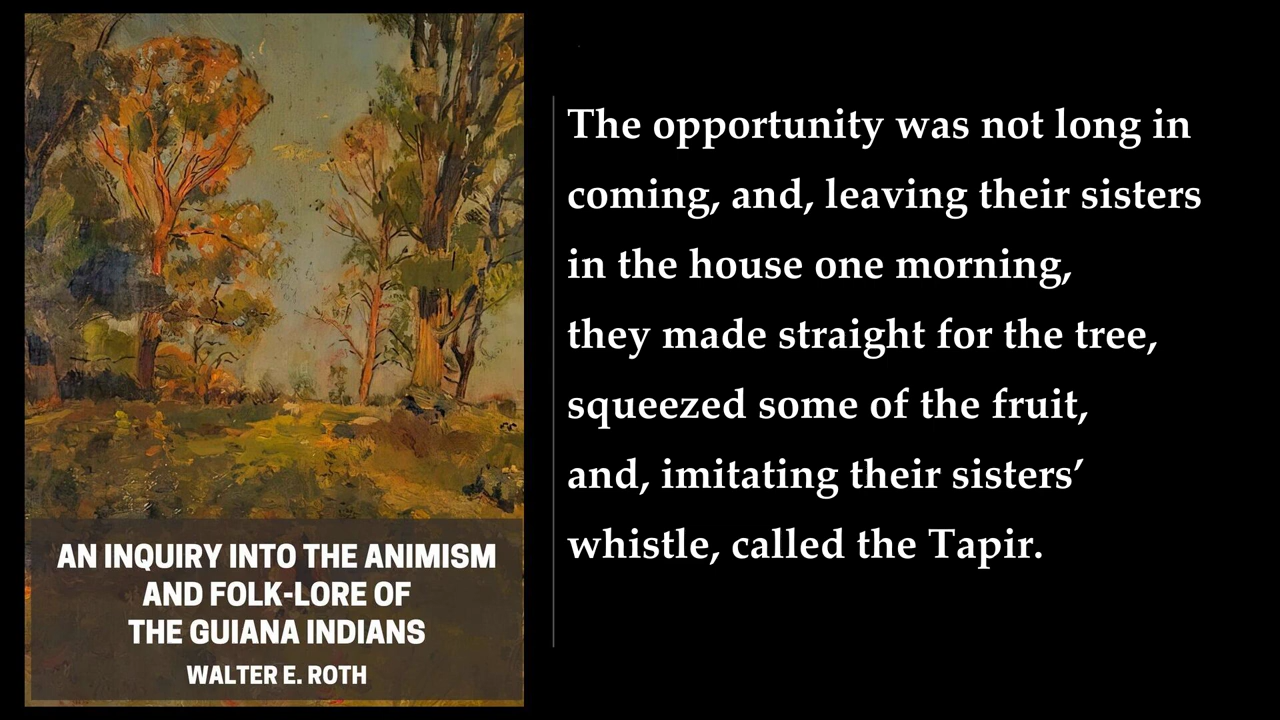 The opportunity was not long in
coming, and, leaving their sisters
in the house one morning,
they made straight for the tree,
squeezed some of the fruit,
and, imitating their sisters’
whistle, called the Tapir.
AN INQUIRY INTO THE ANIMISM
AND FOLK-LORE OF
THE GUIANA INDIANS
WALTER E. ROTH